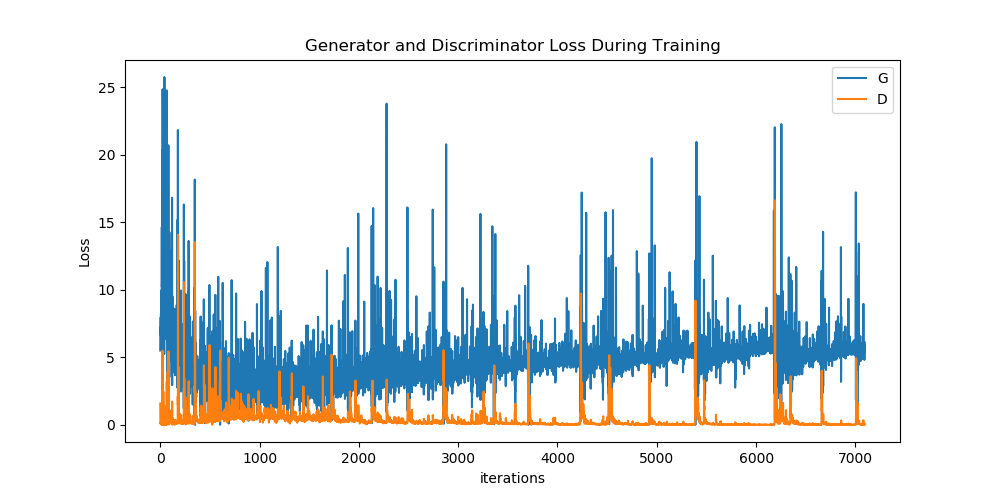 Generator and Discriminator Loss During Training
G
D
Loss
25
20
15
10
5
0
0 1000 2000 3000 4000 5000 6000 7000
iterations